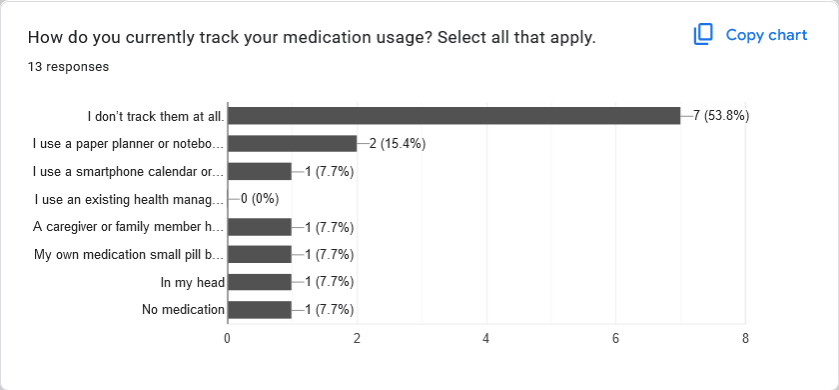 How do you currently track your medication usage? Select all that apply.
Copy chart
13 responses
I don't track them at all.
7 (53.8%)
I use a paper planner or notebo...
2 (15.4%)
I use a smartphone calendar or...
1 (7.7%)
I use an existing health manag...
0 (0%)
A caregiver or family member h...
1 (7.7%)
My own medication small pill b...
1 (7.7%)
In my head
1 (7.7%)
No medication
1 (7.7%)
0 2 4 6 8